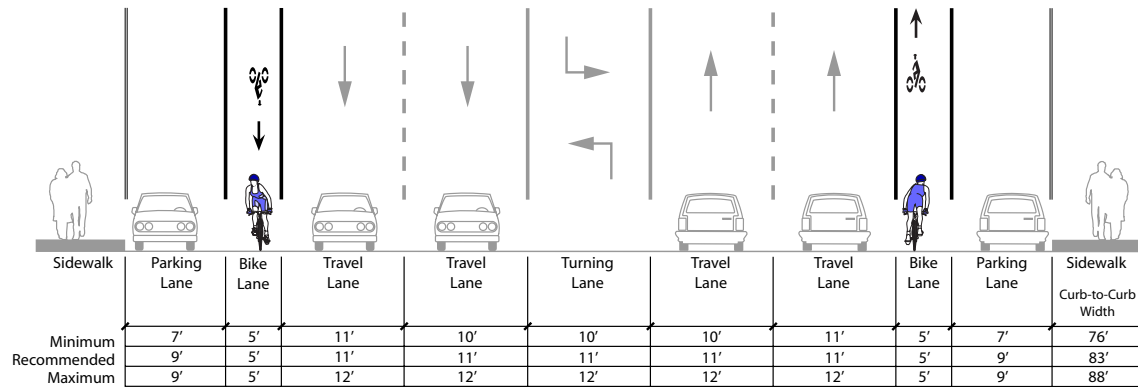 Sidewalk Parking Lane Bike Lane Travel Lane Travel Lane Turning Lane Travel Lane Travel Lane Bike Lane Parking Lane Sidewalk
Curb-to-Curb Width
Minimum 7’ 5’ 11’ 10’ 10’ 10’ 11’ 5’ 7’ 76’
Recommended 9’ 5’ 11’ 11’ 11’ 11’ 11’ 5’ 9’ 83’
Maximum 9’ 5’ 12’ 12’ 12’ 12’ 12’ 5’ 9’ 88’